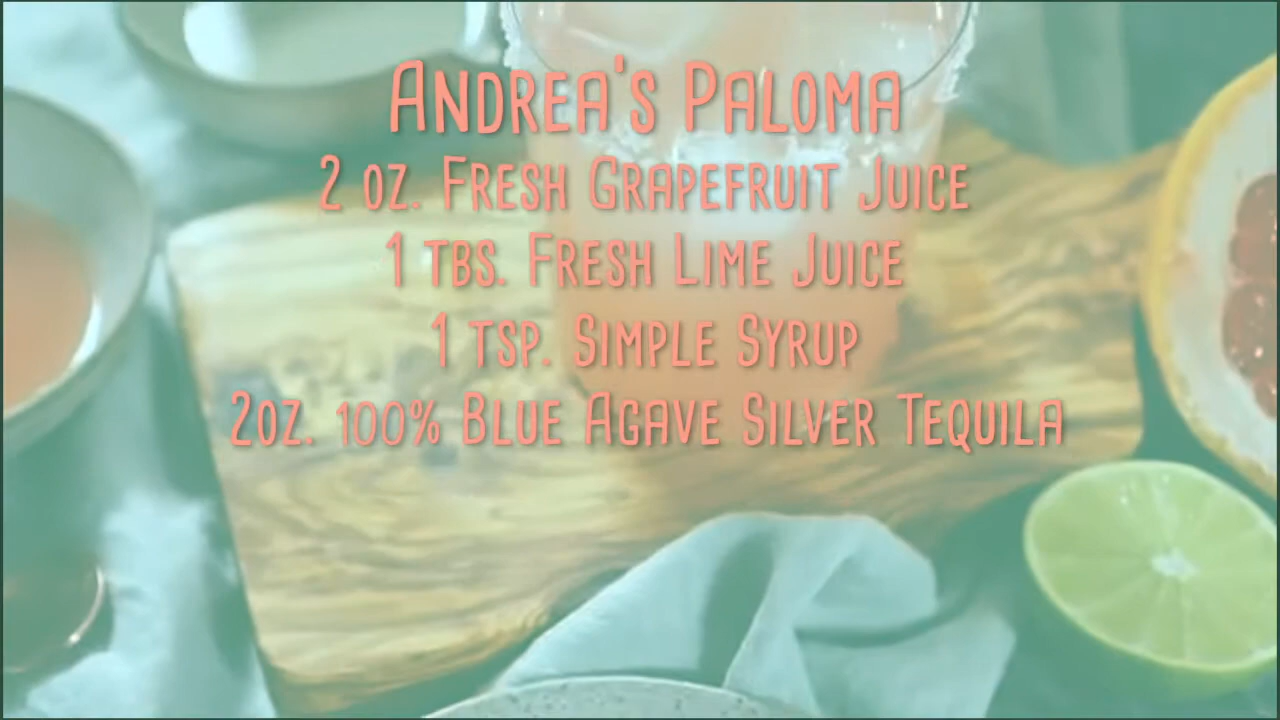 Andrea's Paloma
2 oz. Fresh Grapefruit Juice
1 tbs. Fresh Lime Juice
1 tsp. Simple Syrup
2oz. 100% Blue Agave Silver Tequila